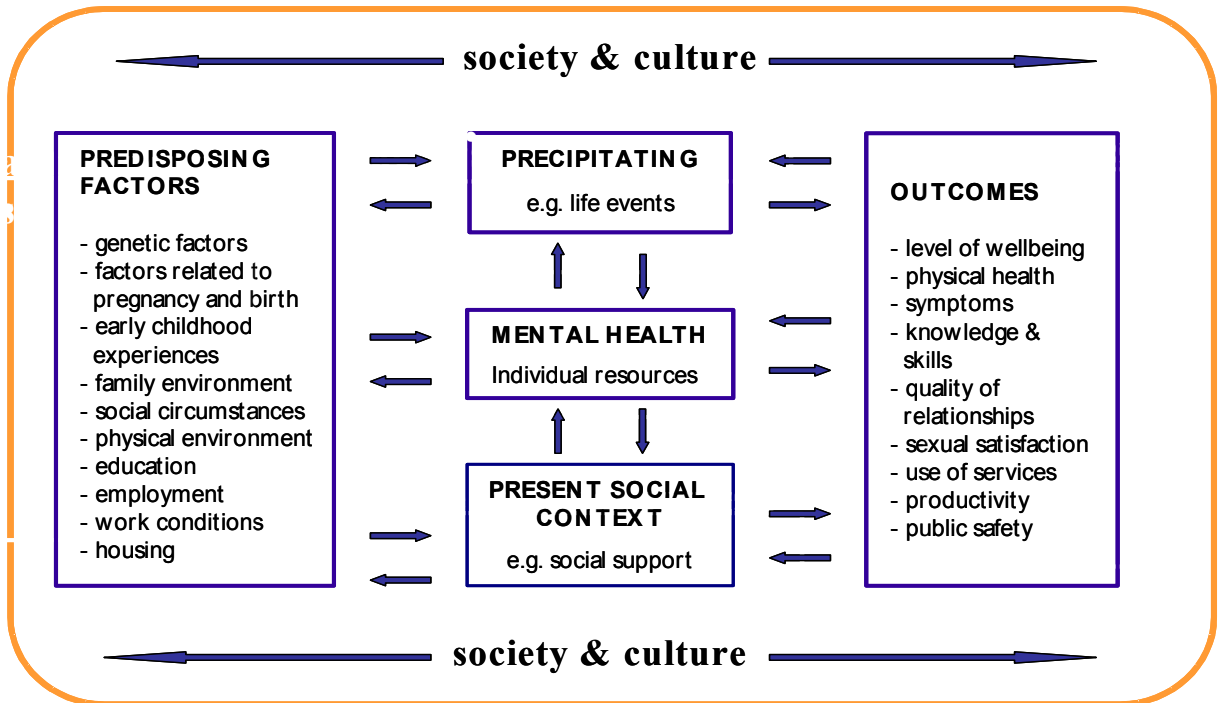 society & culture
PREDISPOSING
FACTORS
- genetic factors
- factors related to
pregnancy and birth
- early childhood
experiences
- family environment
- social circumstances
- physical environment
- education
- employment
- work conditions
- housing
PRECIPITATING
e.g. life events
MENTAL HEALTH
Individual resources
PRESENT SOCIAL
CONTEXT
e.g. social support
OUTCOMES
- level of wellbeing
- physical health
- symptoms
- knowledge &
skills
- quality of
relationships
- sexual satisfaction
- use of services
- productivity
- public safety
society & culture